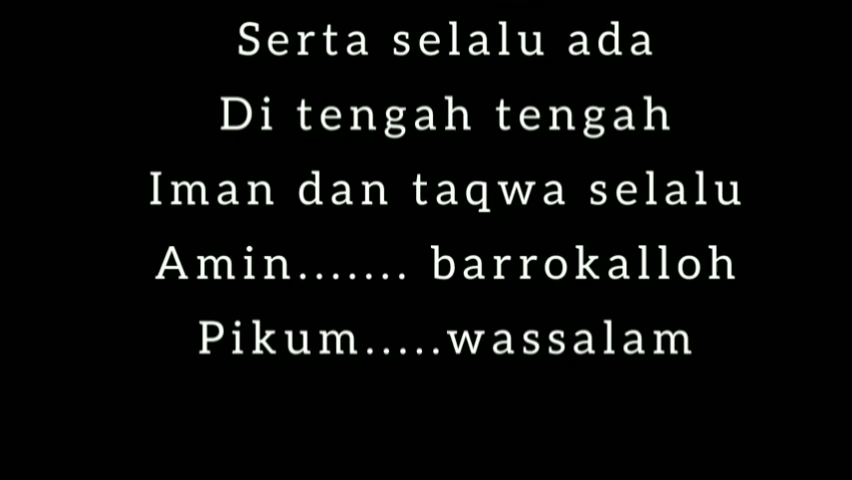 Serta selalu ada
Di tengah tengah
Iman dan taqwa selalu
Amin....... barrokalloh
Pikum.....wassalam